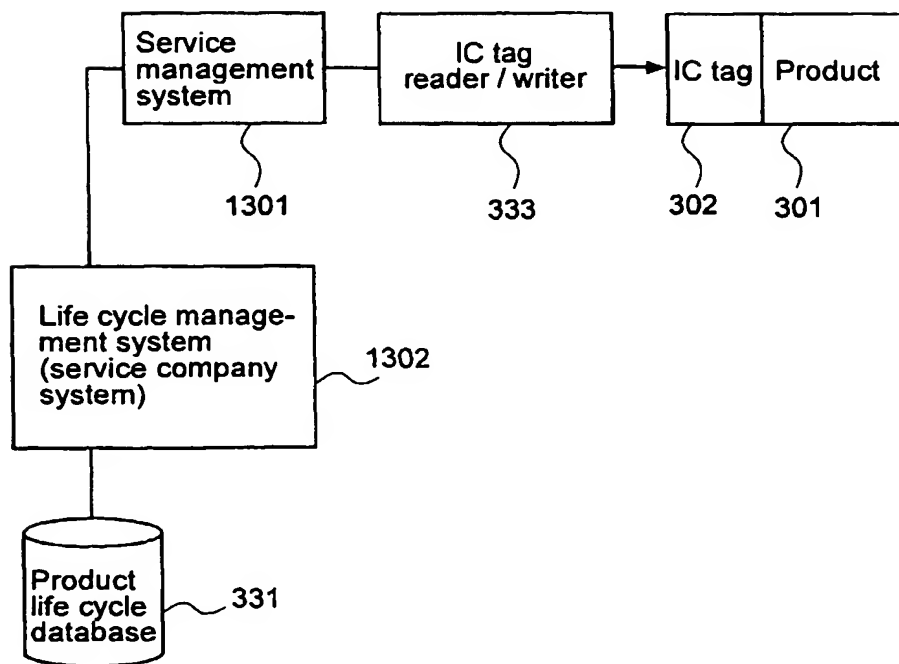 Service
management
system
IC tag
reader / writer
IC tag
Product
1301
333
302
301
Life cycle manage-
ment system
(service company
system)
1302
Product
life cycle
database
331